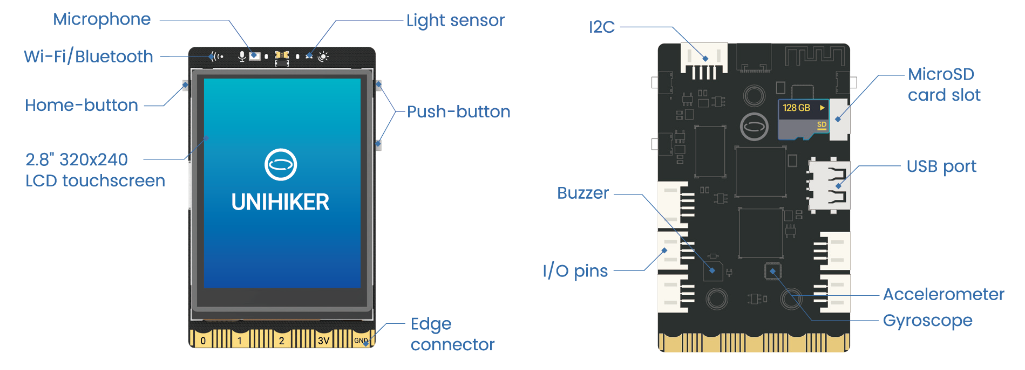 Microphone
Light sensor
Wi-Fi/Bluetooth
Home-button
Push-button
2.8" 320x240
LCD touchscreen
UNIHIKER
0 1 2 3V GND
Edge
connector
I2C
MicroSD
card slot
128 GB
SD
USB port
Buzzer
I/O pins
Accelerometer
Gyroscope